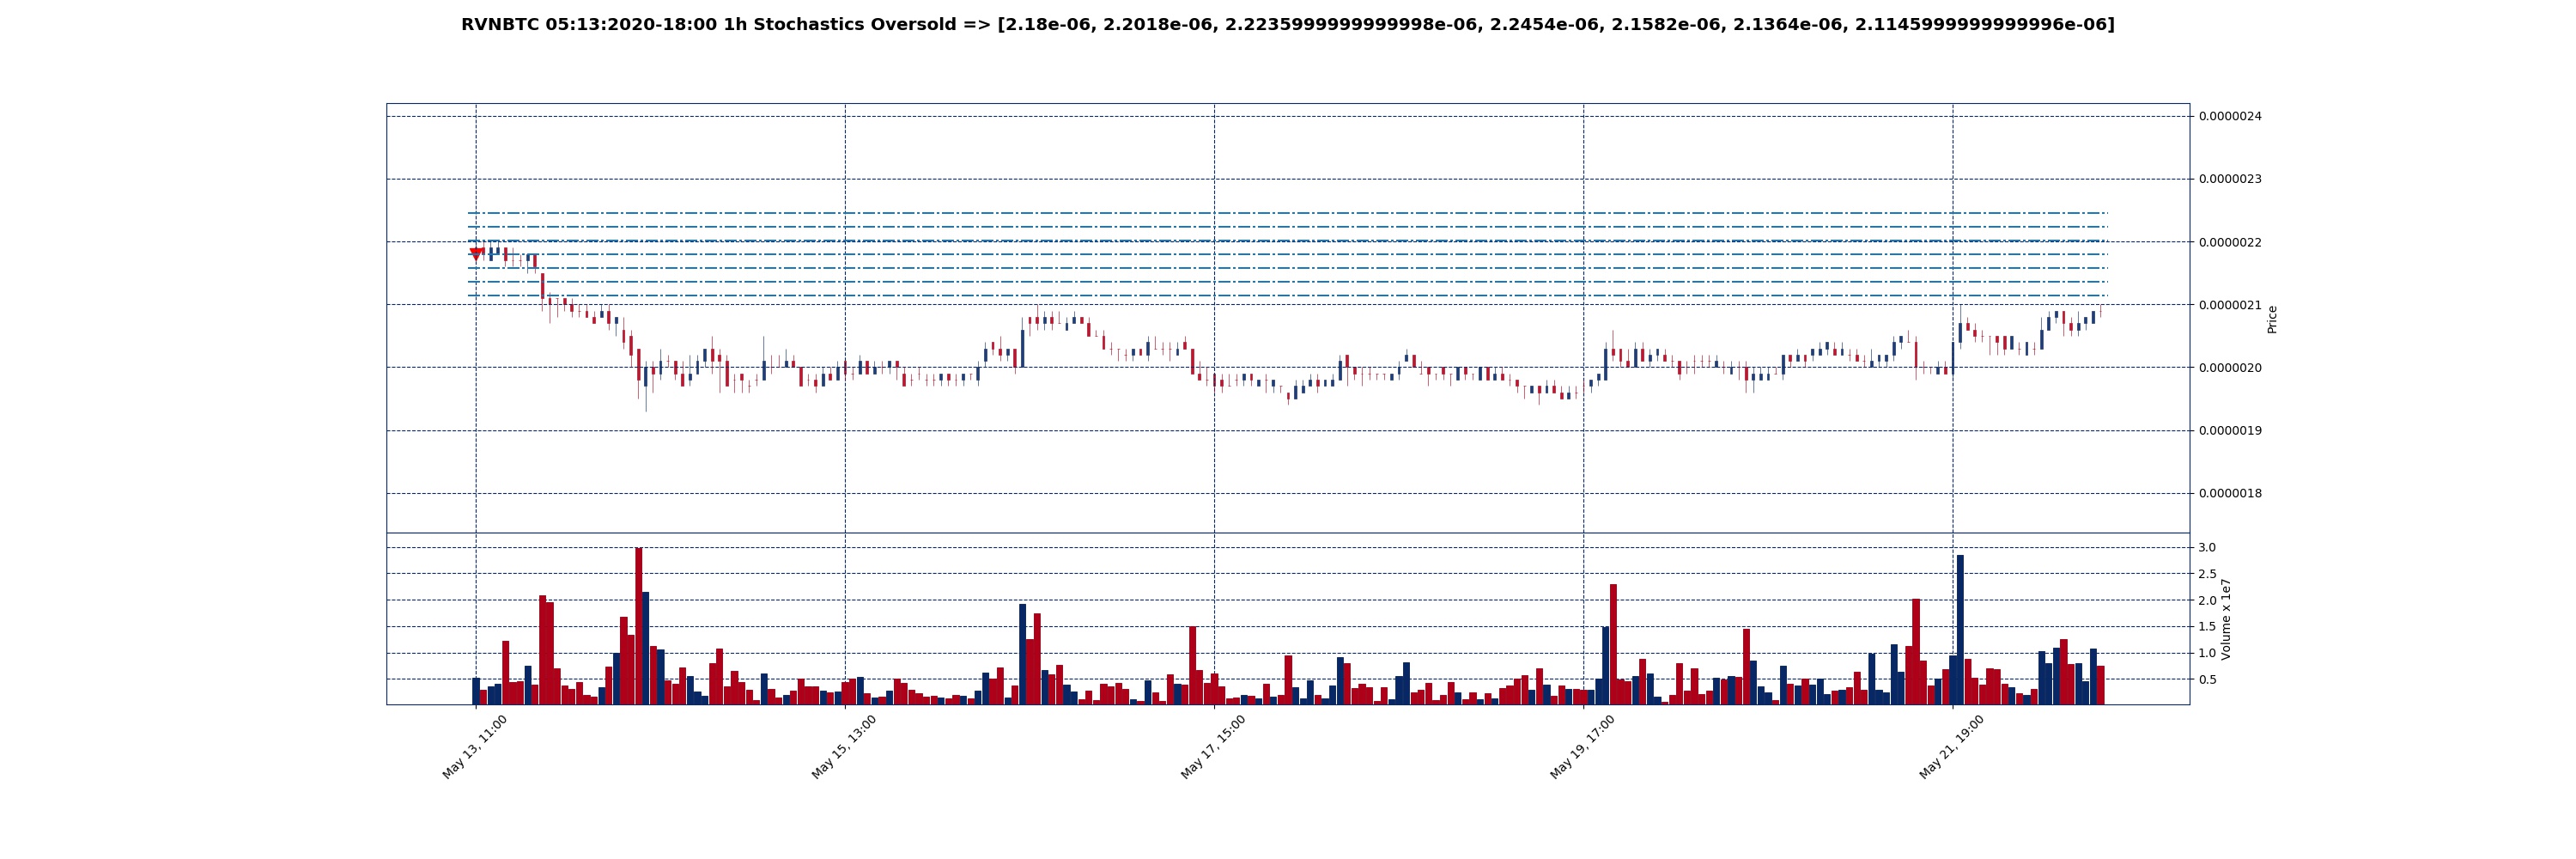 RVNBTC 05:13:2020-18:00 1h Stochastics Oversold => [2.18e-06, 2.2018e-06, 2.2235999999999998e-06, 2.2454e-06, 2.1582e-06, 2.1364e-06, 2.1145999999999996e-06]
0.0000024
0.0000023
0.0000022
0.0000021
0.0000020
0.0000019
0.0000018
Price
3.0
2.5
2.0
1.5
1.0
0.5
Volume x 1e7
May 13, 11:00
May 15, 13:00
May 17, 15:00
May 19, 17:00
May 21, 19:00